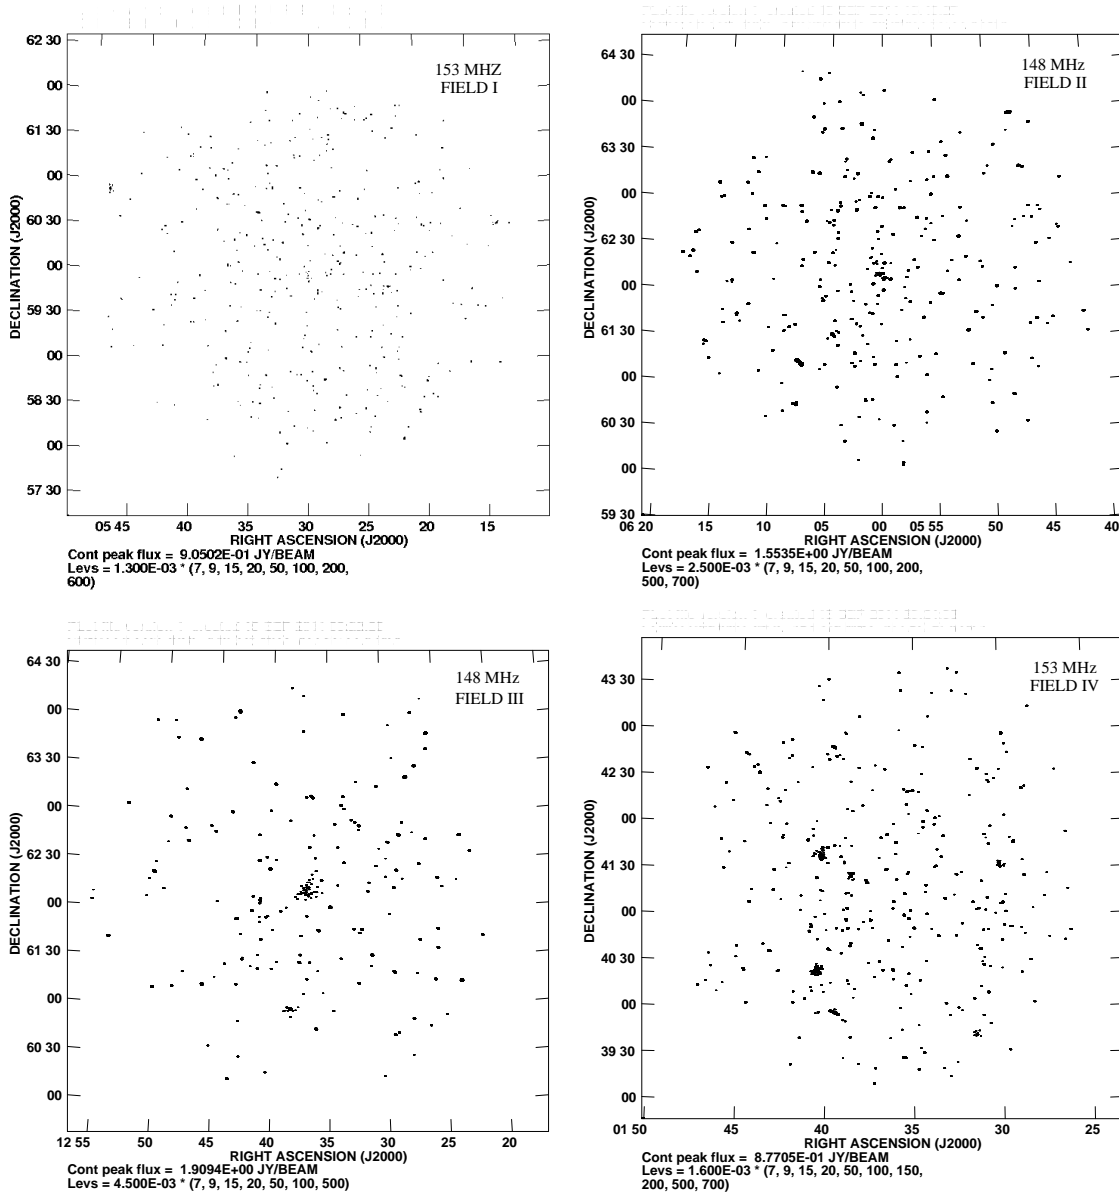 153 MHZ
FIELD I
62 30
00
61 30
00
60 30
00
59 30
00
58 30
00
57 30
DECLINATION (J2000)
05 45 40 35 30 25 20 15
RIGHT ASCENSION (J2000)
Cont peak flux = 9.0502E-01 JY/BEAM
Levs = 1.300E-03 * (7, 9, 15, 20, 50, 100, 200,
600)
148 MHz
FIELD II
64 30
00
63 30
00
62 30
00
61 30
00
60 30
00
59 30
DECLINATION (J2000)
06 20 15 10 05 00 05 55 50 45 40
RIGHT ASCENSION (J2000)
Cont peak flux = 1.5535E+00 JY/BEAM
Levs = 2.500E-03 * (7, 9, 15, 20, 50, 100, 200,
500, 700)
148 MHz
FIELD III
64 30
00
63 30
00
62 30
00
61 30
00
60 30
00
DECLINATION (J2000)
12 55 50 45 40 35 30 25 20
RIGHT ASCENSION (J2000)
Cont peak flux = 1.9094E+00 JY/BEAM
Levs = 4.500E-03 * (7, 9, 15, 20, 50, 100, 500)
153 MHz
FIELD IV
43 30
00
42 30
00
41 30
00
40 30
00
39 30
00
DECLINATION (J2000)
01 50 45 40 35 30 25
RIGHT ASCENSION (J2000)
Cont peak flux = 8.7705E-01 JY/BEAM
Levs = 1.600E-03 * (7, 9, 15, 20, 50, 100, 150,
200, 500, 700)